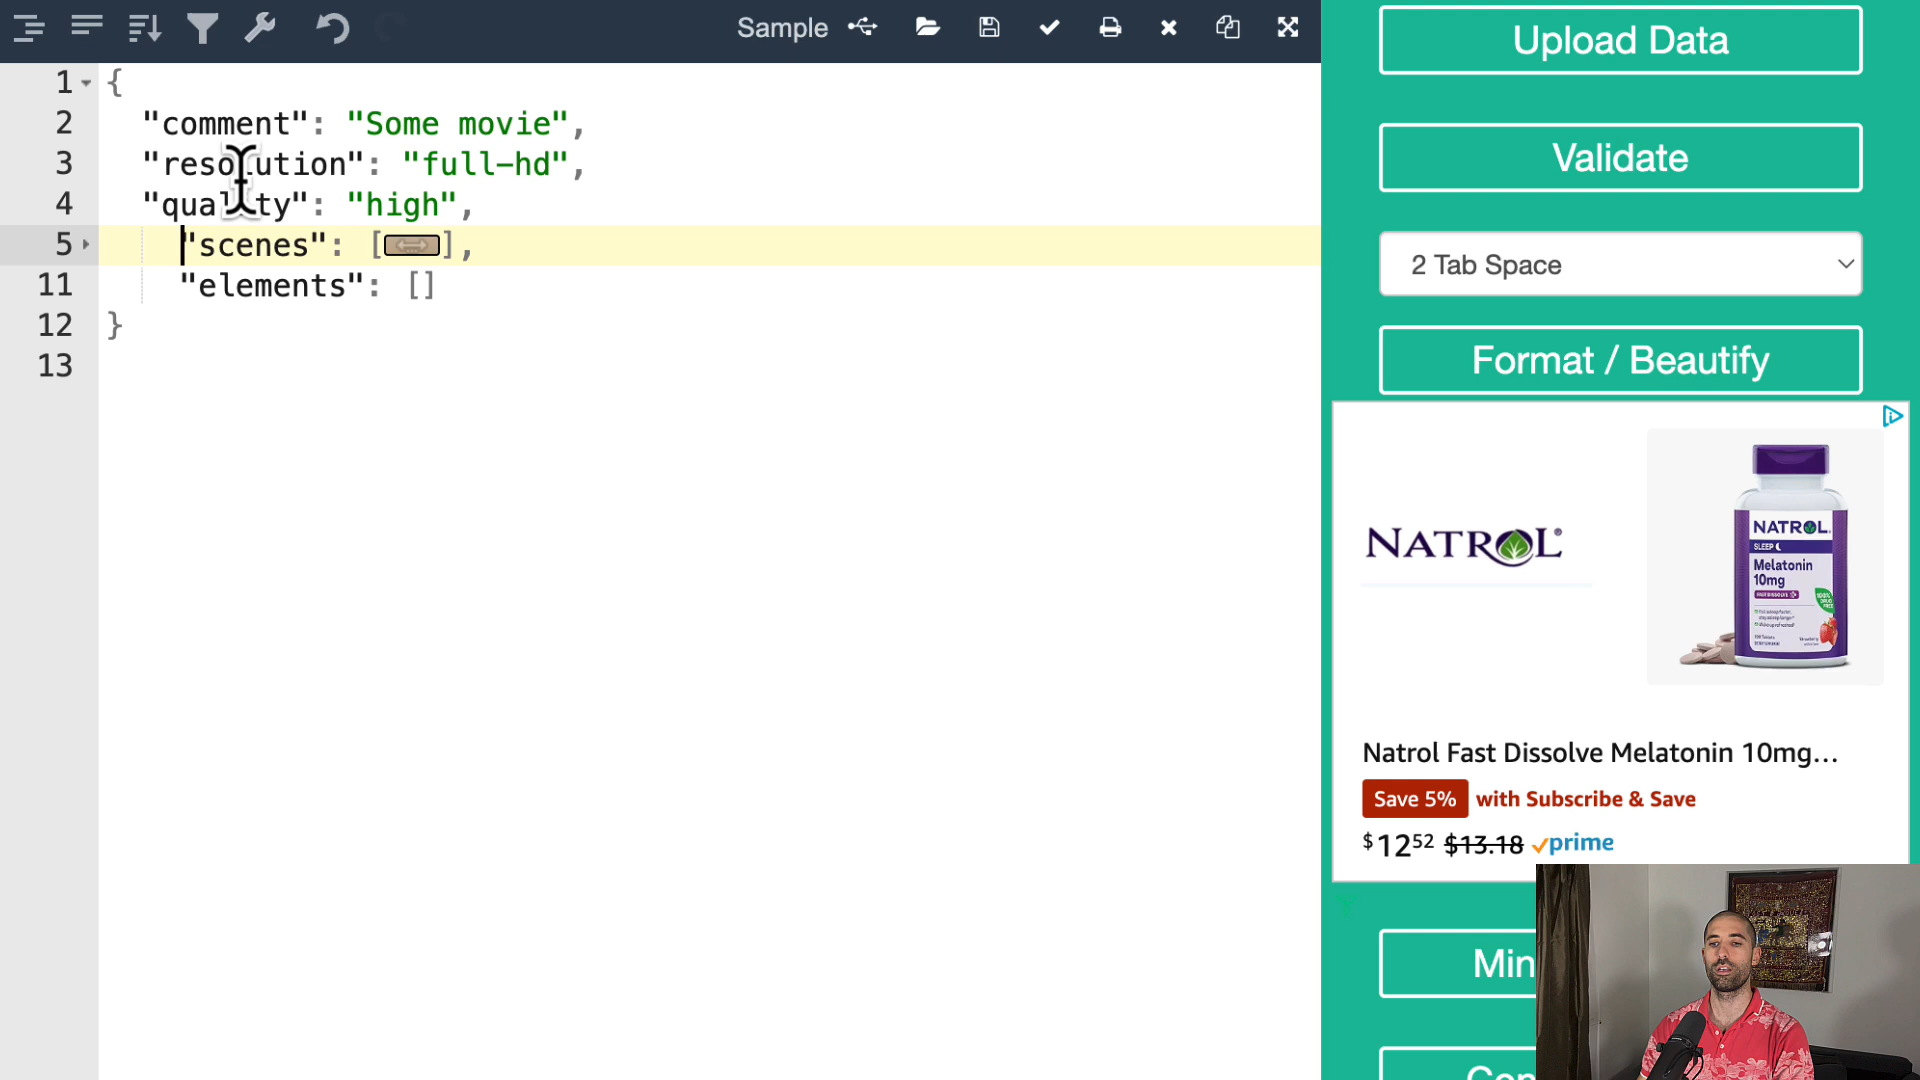 Sample
1 {
2 "comment": "Some movie",
3 "resolution": "full-hd",
4 "quality": "high",
5 "scenes": [],
11 "elements": []
12 }
13
Upload Data
Validate
2 Tab Space
Format / Beautify
NATROL®
NATROL
SLEEP
Melatonin
10mg
Natrol Fast Dissolve Melatonin 10mg...
Save 5% with Subscribe & Save
$12 52 $13.18 prime